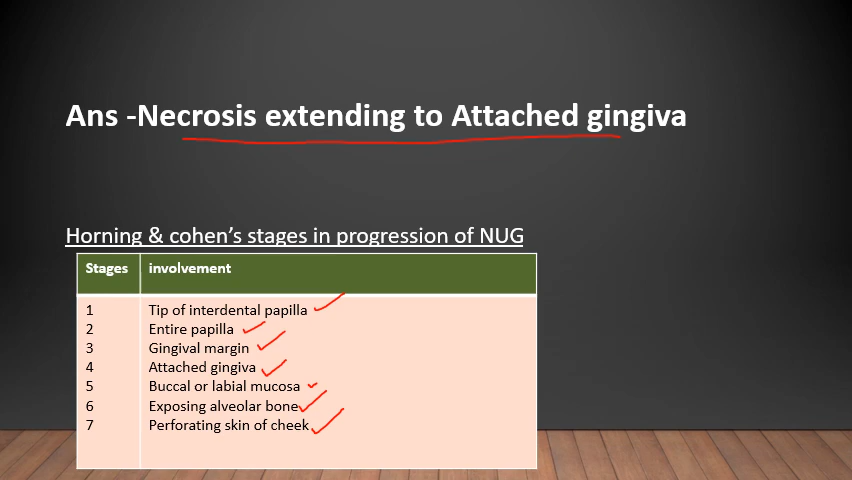 Ans -Necrosis extending to Attached gingiva
Horning & cohen's stages in progression of NUG
Stages involvement
1 Tip of interdental papilla
2 Entire papilla
3 Gingival margin
4 Attached gingiva
5 Buccal or labial mucosa
6 Exposing alveolar bone
7 Perforating skin of cheek